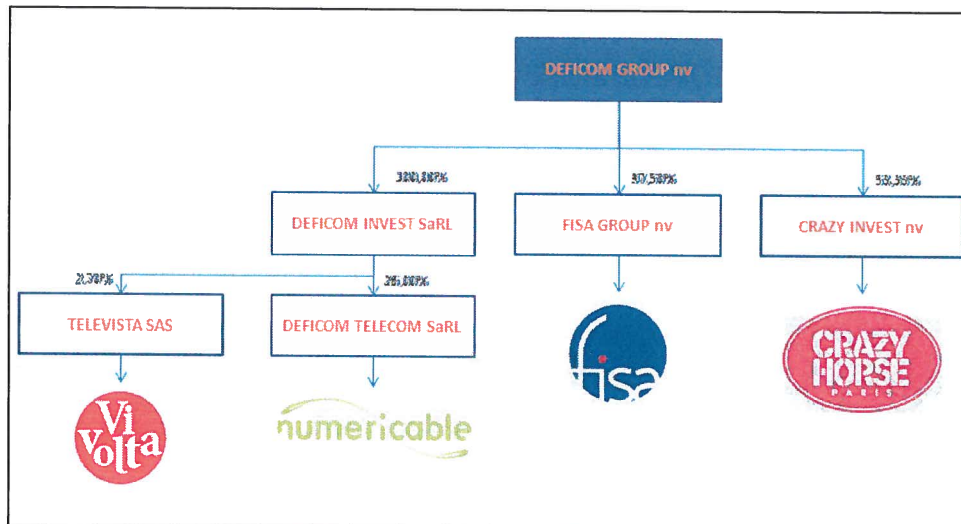 DEFICOM GROUP nv
DEFICOM INVEST SaRL
FISA GROUP nv
CRAZY INVEST nv
TELEVISTA SAS
DEFICOM TELECOM SaRL
fisa
CRAZY
HORSE
PARIS
Vi
Volta
numericable